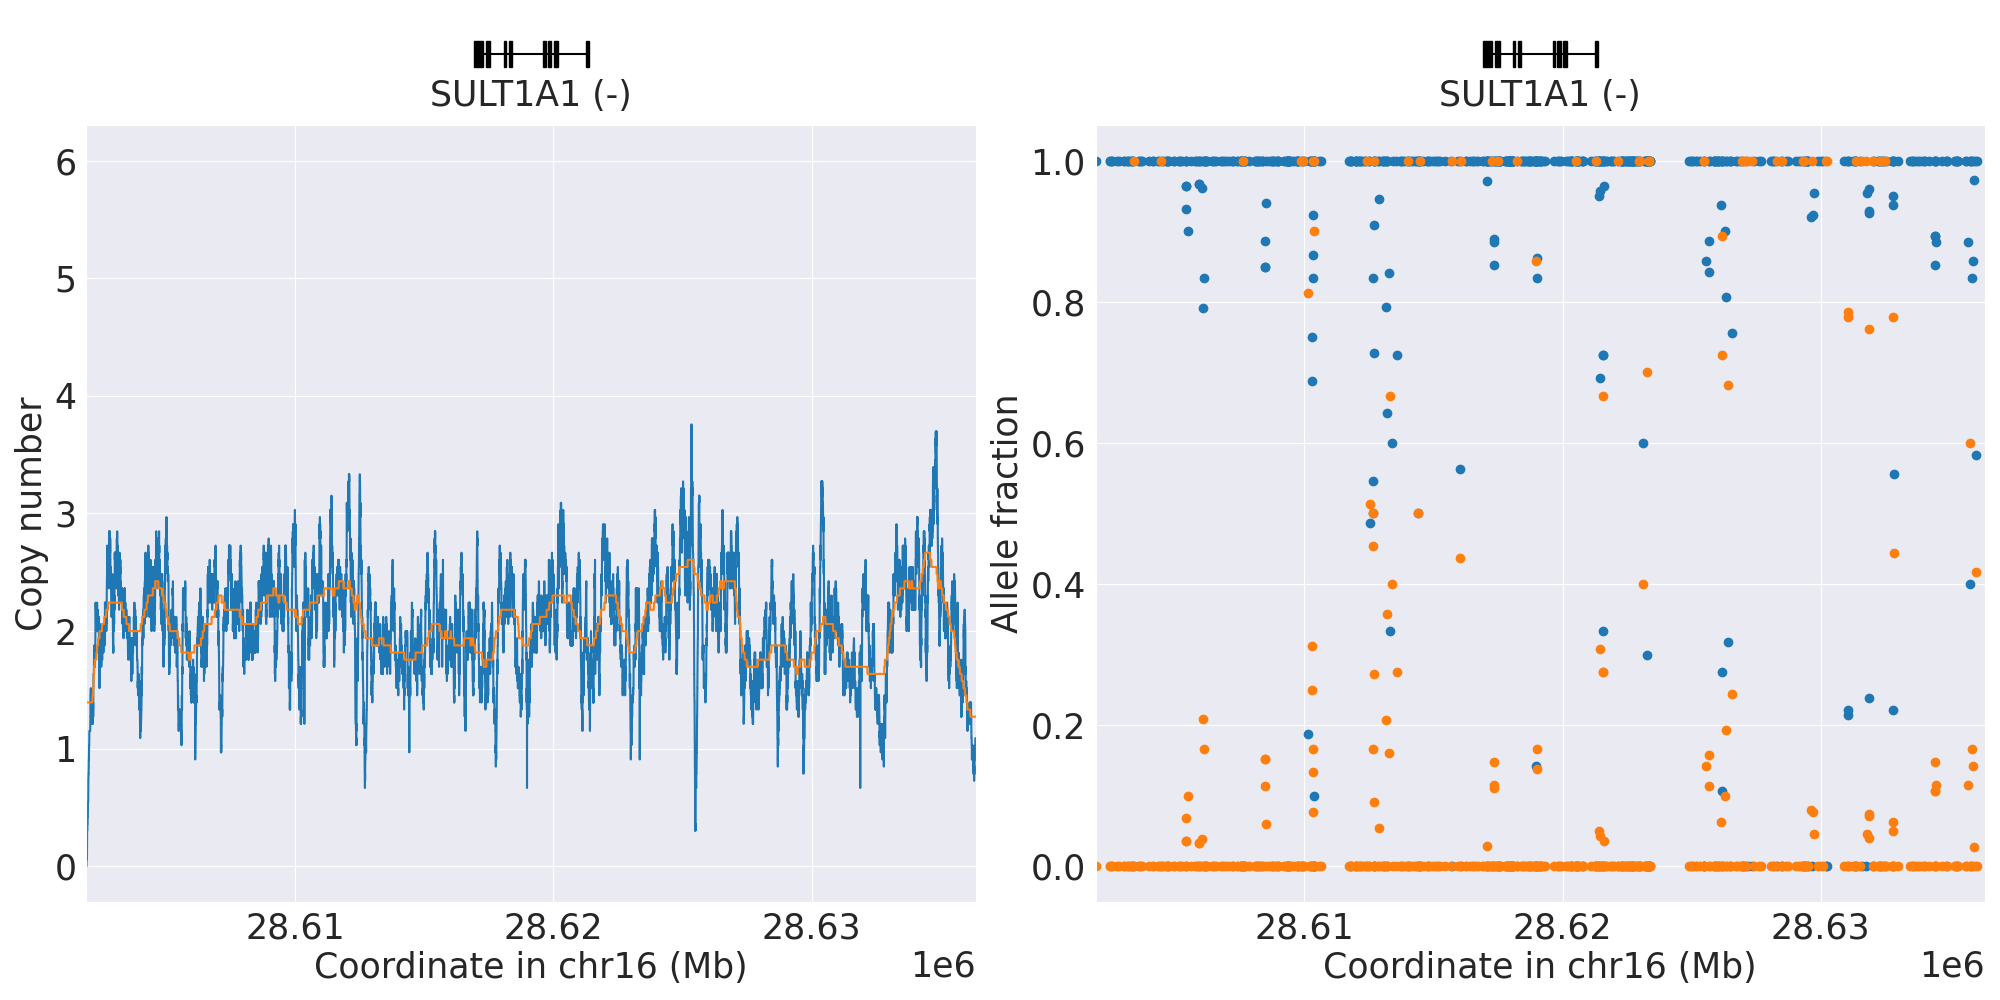 SULT1A1 (-)
6
5
4
3
2
1
0
Copy number
28.61
28.62
28.63
Coordinate in chr16 (Mb)
1e6
SULT1A1 (-)
1.0
0.8
0.6
0.4
0.2
0.0
Allele fraction
28.61
28.62
28.63
Coordinate in chr16 (Mb)
1e6